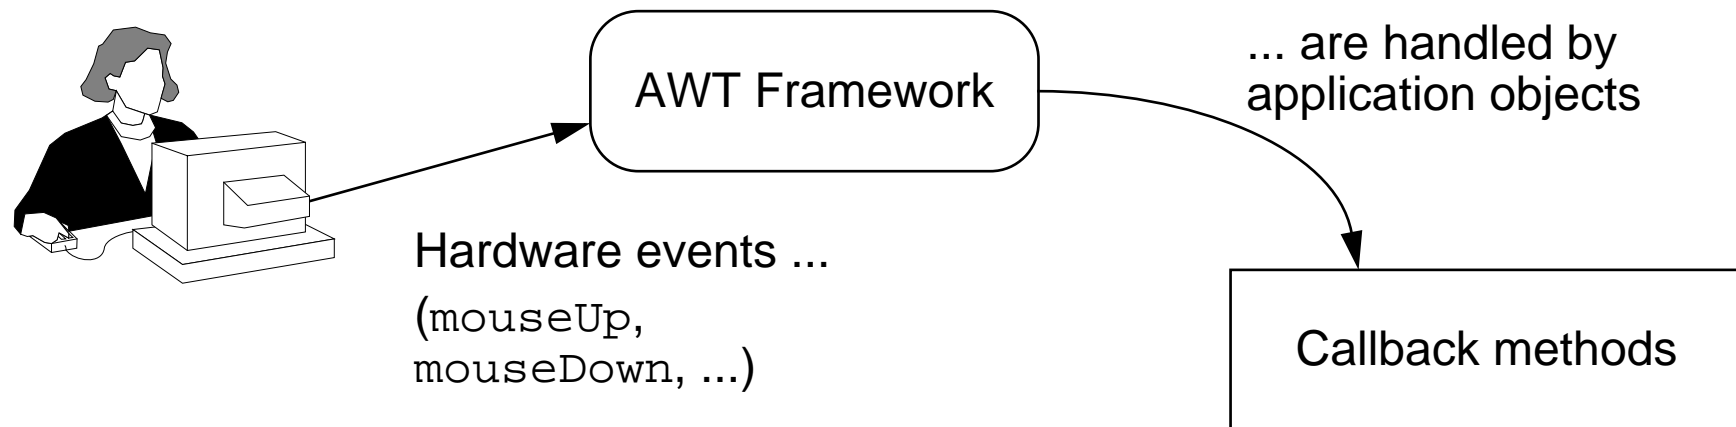 AWT Framework
... are handled by
application objects
Hardware events ...
(mouseUp,
mouseDown, ...)
Callback methods